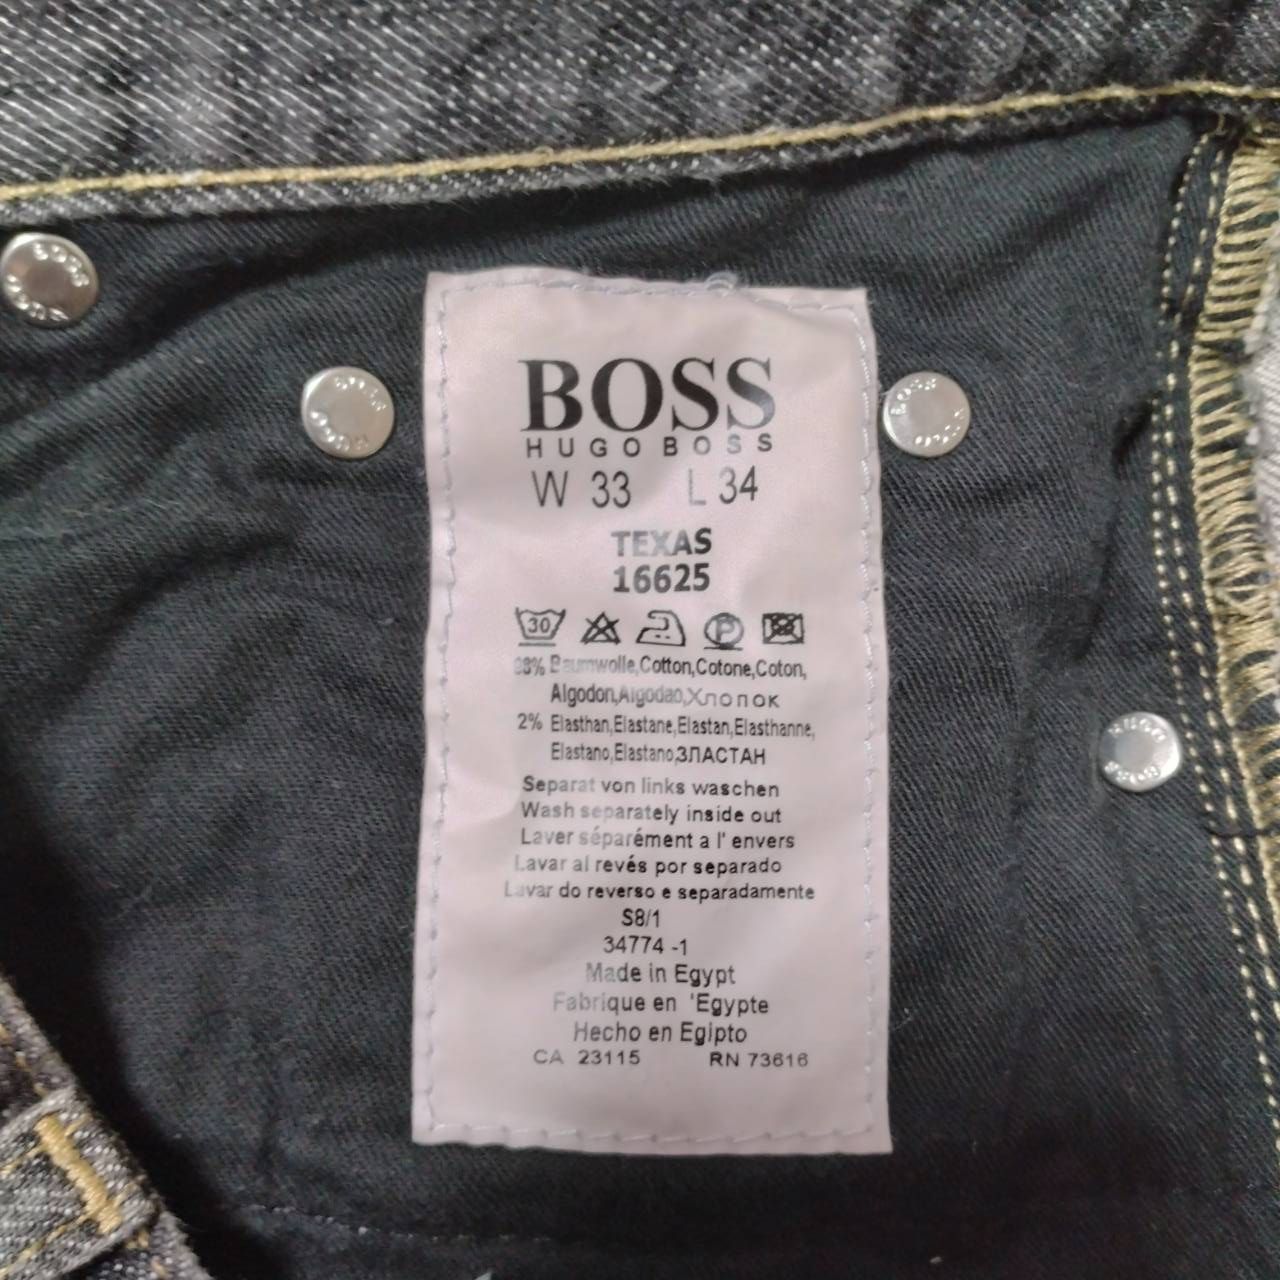 BOSS
HUGO BOSS
W 33 L 34
TEXAS
16625
30 P
98% Baumwolle,Cotton,Cotone,Coton,
Algodon,Algodao,Хлопок
2% Elasthan,Elastane,Elastan,Elasthanne,
Elastano,Elastano,ЗЛАСТАН
Separat von links waschen
Wash separately inside out
Laver séparément a l' envers
Lavar al revés por separado
Lavar do reverso e separadamente
S8/1
34774 -1
Made in Egypt
Fabrique en 'Egypte
Hecho en Egipto
CA 23115 RN 73616
HUGO BOSS